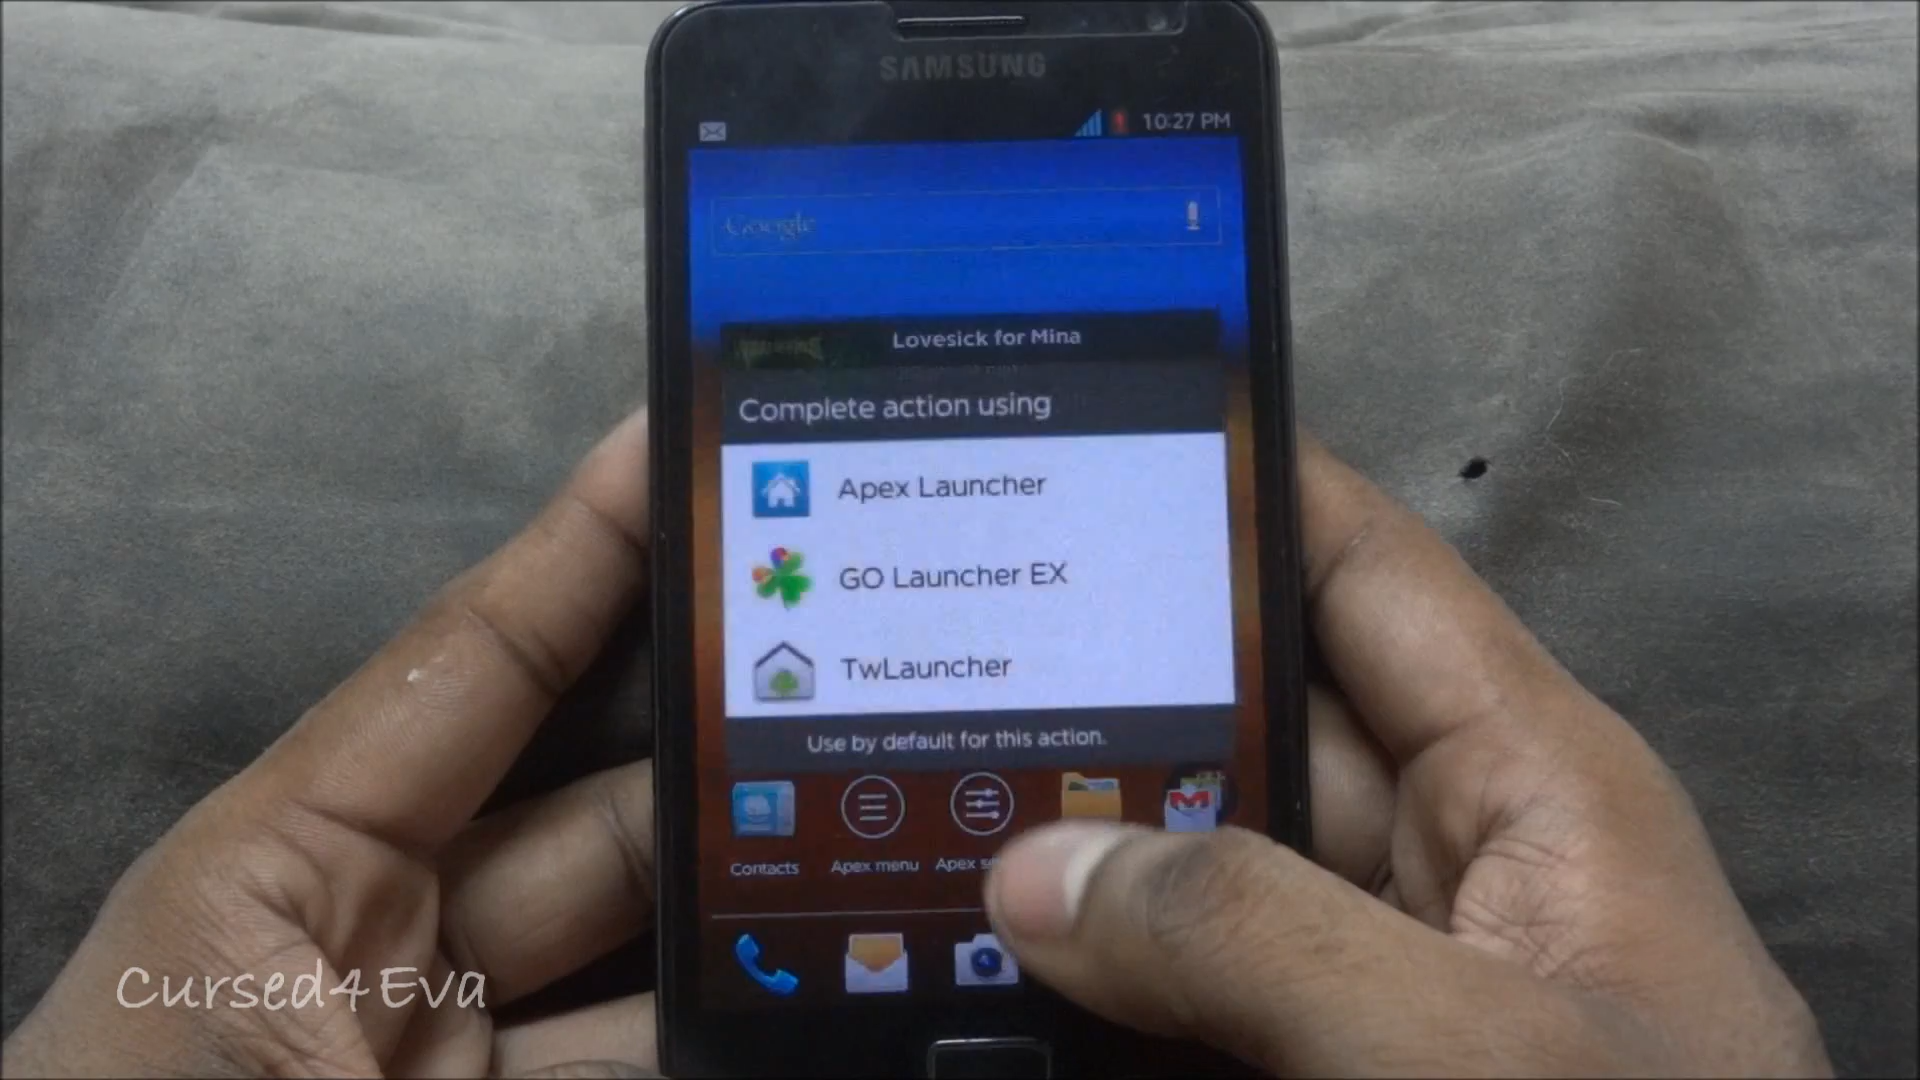 SAMSUNG
10:27 PM
Google
Lovesick for Mina
Complete action using
Apex Launcher
GO Launcher EX
TwLauncher
Use by default for this action.
Contacts
Apex menu
Apex
Cursed4Eva